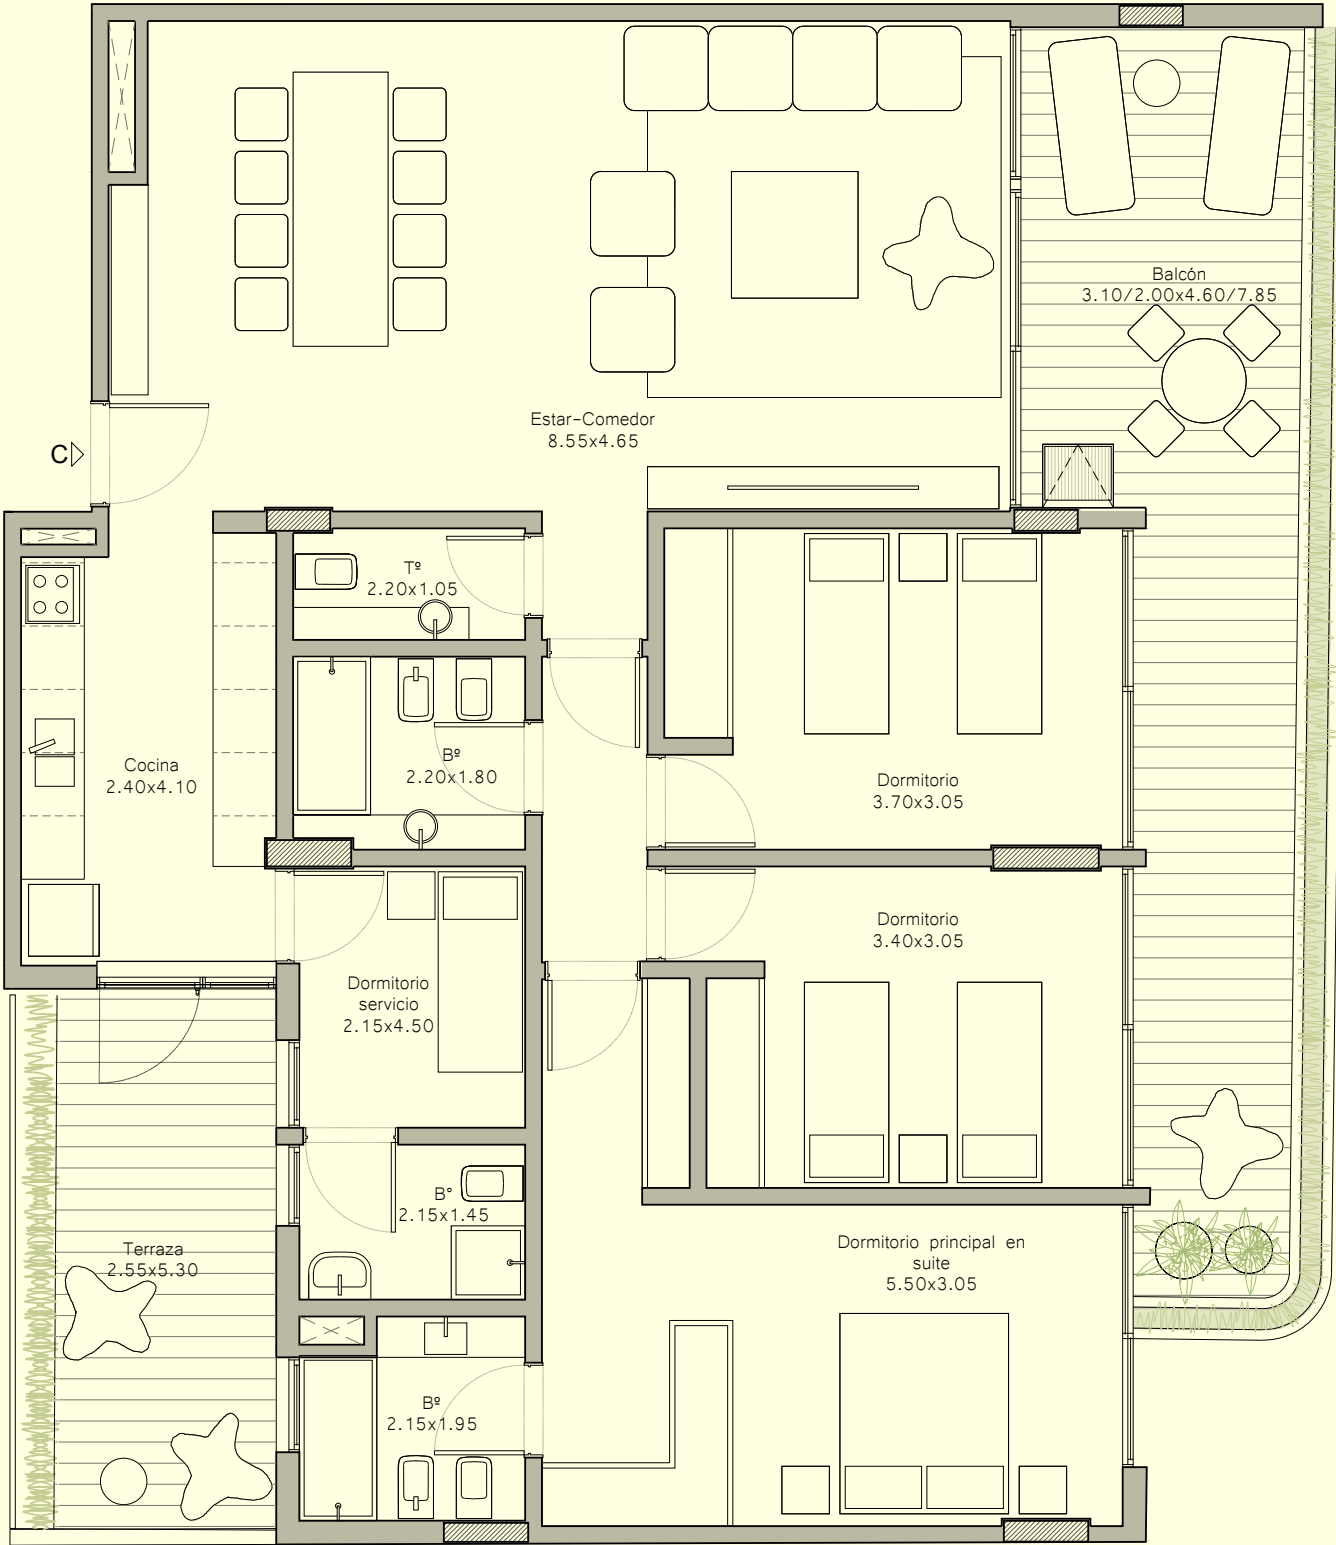 Balcón
3.10/2.00x4.60/7.85
Estar-Comedor
8.55x4.65
C
Tº
2.20x1.05
Bº
2.20x1.80
Cocina
2.40x4.10
Dormitorio
3.70x3.05
Dormitorio
3.40x3.05
Dormitorio
servicio
2.15x4.50
B°
2.15x1.45
Terraza
2.55x5.30
Dormitorio principal en
suite
5.50x3.05
Bº
2.15x1.95